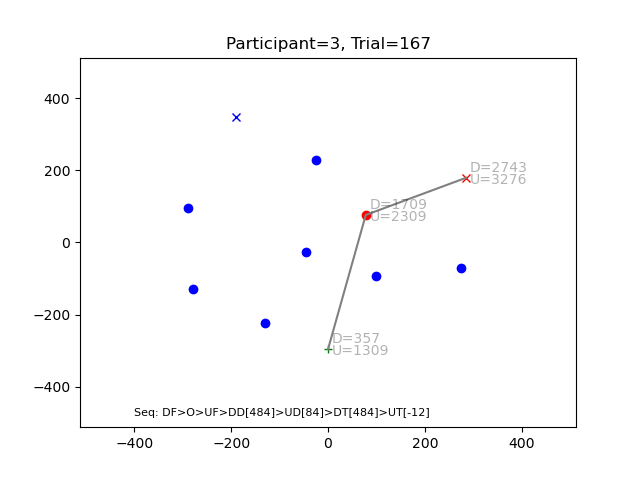 Participant=3, Trial=167
400
200
0
−200
−400
D=2743
U=3276
D=1709
U=2309
D=357
U=1309
Seq: DF>O>UF>DD[484]>UD[84]>DT[484]>UT[-12]
−400
−200
0
200
400